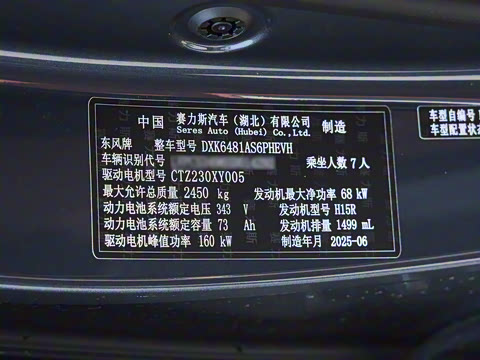 中国 赛力斯汽车（湖北）有限公司 制造
Seres Auto (Hubei) Co.,Ltd.
东风牌 整车型号 DXK6481AS6PHEVH
车辆识别代号 乘坐人数 7 人
驱动电机型号 CTZ230XY005
最大允许总质量 2450 kg 发动机最大净功率 68 kW
动力电池系统额定电压 343 V 发动机型号 H15R
动力电池系统额定容量 73 Ah 发动机排量 1499 mL
驱动电机峰值功率 160 kW 制造年月 2025-06
车型自编号
车型配置状态